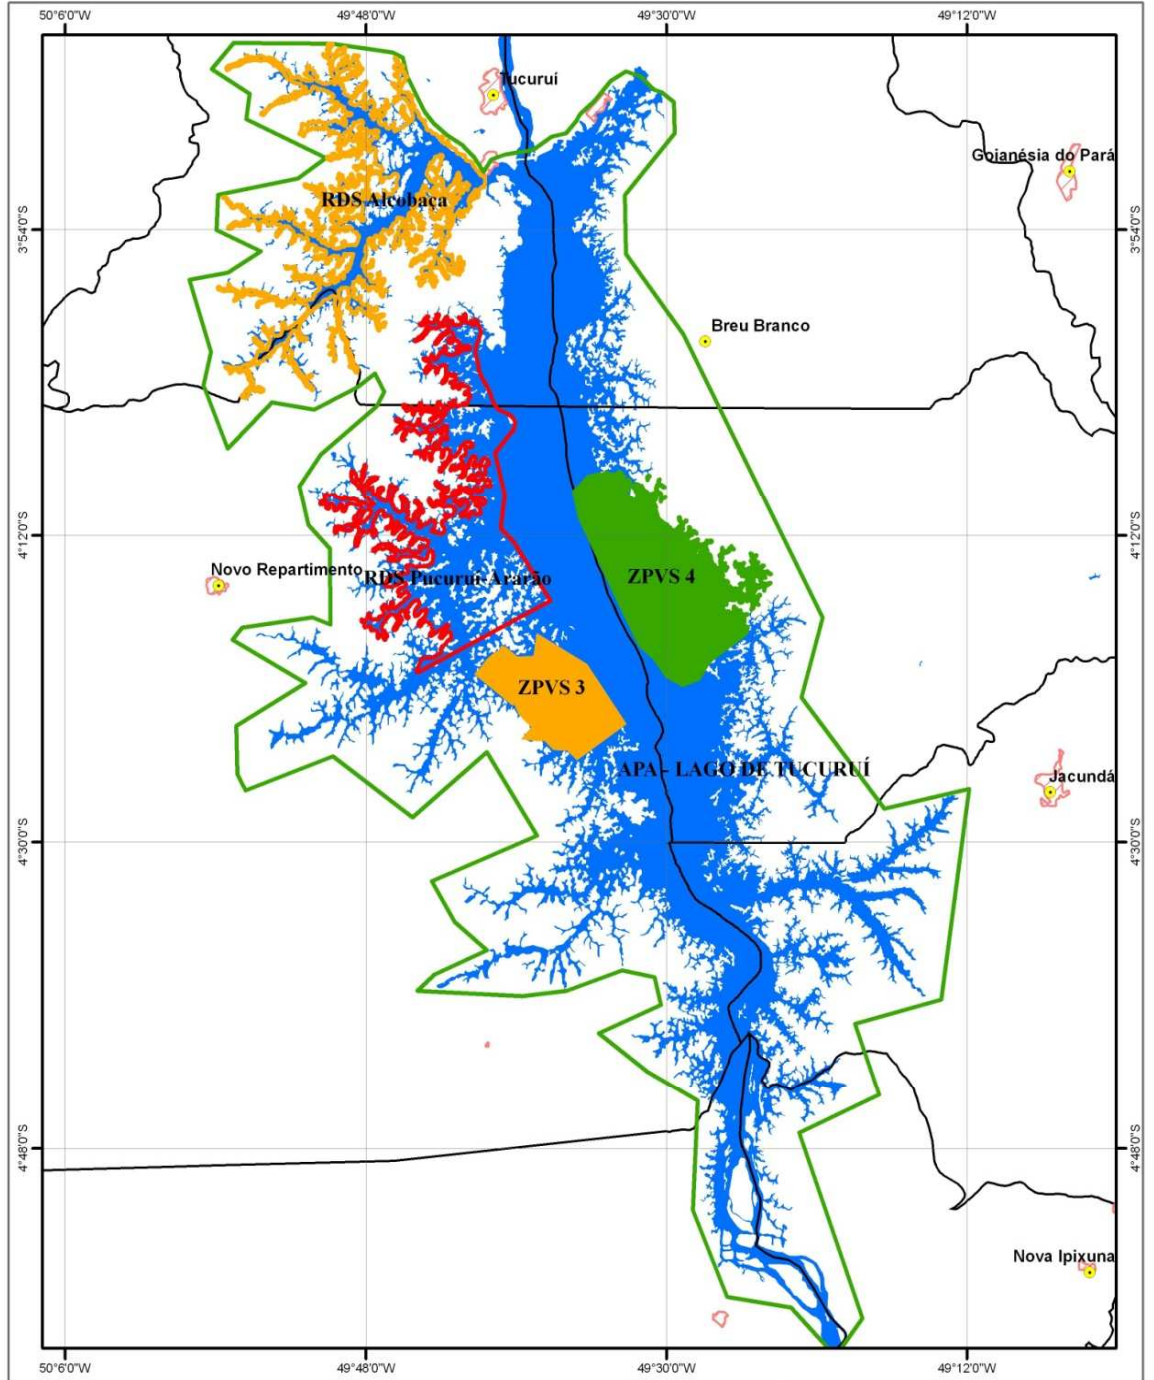 50°6'0"W 49°48'0"W 49°30'0"W 49°12'0"W
Tucuruí
Goianésia do Pará
RDS Alcobaça
3°54'0"S 3°54'0"S
Breu Branco
4°12'0"S 4°12'0"S
Novo Repartimento
RDS Pucuruí-Ararão
ZPVS 4
ZPVS 3
APA - LAGO DE TUCURUÍ
Jacundá
4°30'0"S 4°30'0"S
4°48'0"S 4°48'0"S
Nova Ipixuna
50°6'0"W 49°48'0"W 49°30'0"W 49°12'0"W